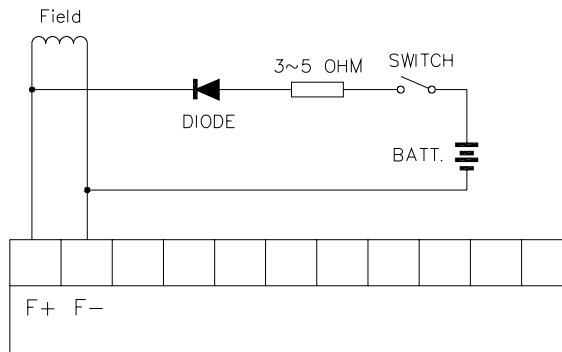 Field
3~5 OHM
SWITCH
DIODE
BATT.
F+ F−